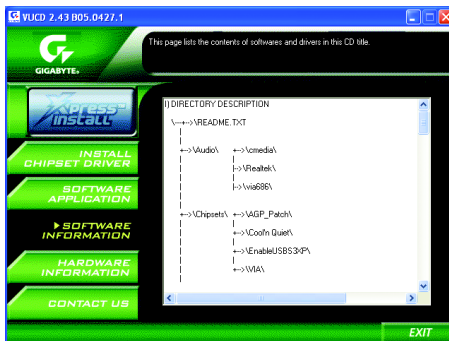 VUCD 2.43 B05.0427.1
GIGABYTE
This page lists the contents of softwares and drivers in this CD title.
Xpress™
install
INSTALL
CHIPSET DRIVER
SOFTWARE
APPLICATION
SOFTWARE
INFORMATION
HARDWARE
INFORMATION
CONTACT US
I) DIRECTORY DESCRIPTION
\--+-->\README.TXT
|
+-->\Audio\ +-->\cmedia\
| |-->\Realtek\
| |-->\via686\
|
+-->\Chipsets\ +-->\AGP_Patch\
| +-->\Cool'n Quiet\
| +-->\EnableUSBS3XP\
| +-->\VIA\
EXIT